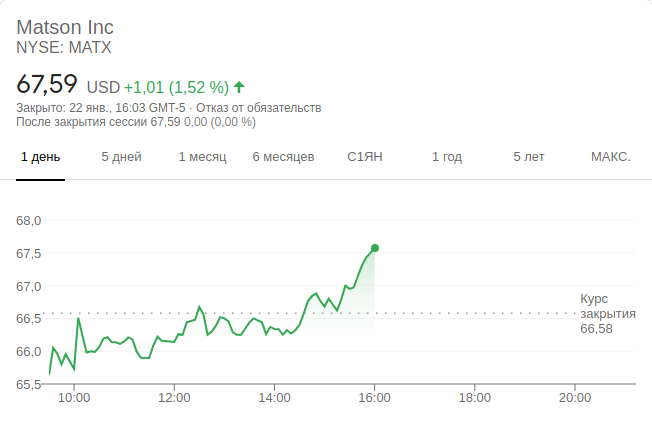 Matson Inc
NYSE: MATX
67,59 USD +1,01 (1,52 %)
Закрыто: 22 янв., 16:03 GMT-5 · Отказ от обязательств
После закрытия сессии 67,59 0,00 (0,00 %)
1 день 5 дней 1 месяц 6 месяцев С1ЯН 1 год 5 лет МАКС.
68,0
67,5
67,0
Курс
закрытия
66,58
66,5
66,0
65,5
10:00 12:00 14:00 16:00 18:00 20:00